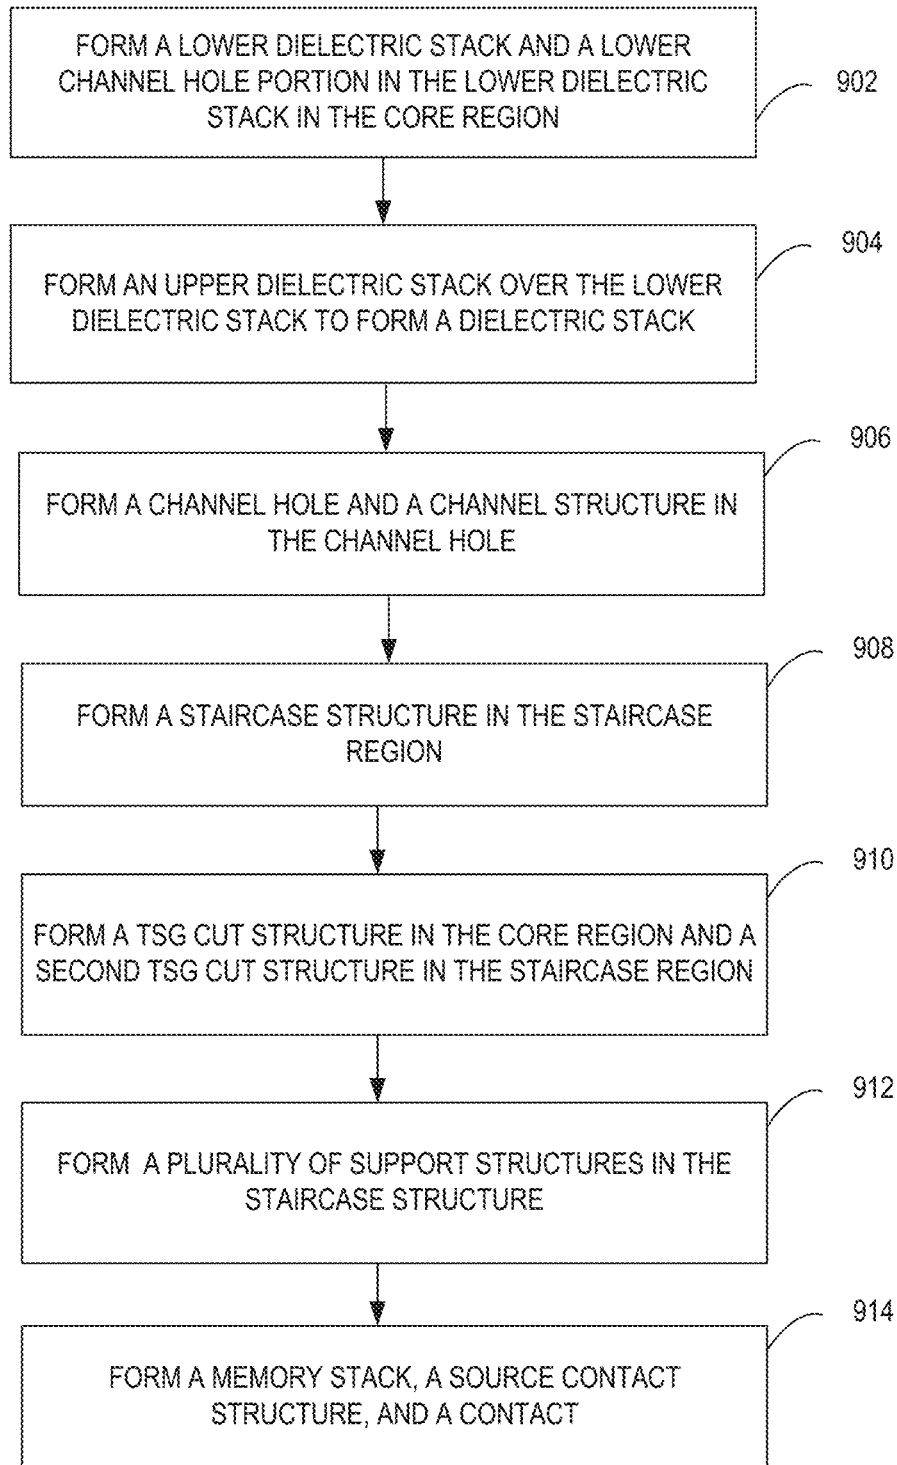 FORM A LOWER DIELECTRIC STACK AND A LOWER
CHANNEL HOLE PORTION IN THE LOWER DIELECTRIC
STACK IN THE CORE REGION
902
FORM AN UPPER DIELECTRIC STACK OVER THE LOWER
DIELECTRIC STACK TO FORM A DIELECTRIC STACK
904
FORM A CHANNEL HOLE AND A CHANNEL STRUCTURE IN
THE CHANNEL HOLE
906
FORM A STAIRCASE STRUCTURE IN THE STAIRCASE
REGION
908
FORM A TSG CUT STRUCTURE IN THE CORE REGION AND A
SECOND TSG CUT STRUCTURE IN THE STAIRCASE REGION
910
FORM A PLURALITY OF SUPPORT STRUCTURES IN THE
STAIRCASE STRUCTURE
912
FORM A MEMORY STACK, A SOURCE CONTACT
STRUCTURE, AND A CONTACT
914